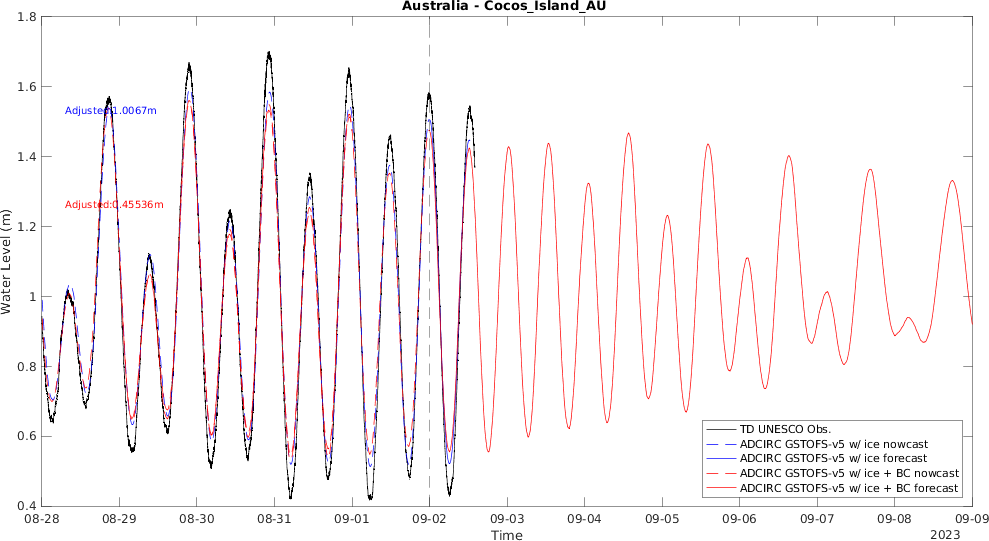 Australia - Cocos_Island_AU
1.8
1.6
1.4
1.2
1
0.8
0.6
0.4
Water Level (m)
Adjusted:1.0067m
Adjusted:0.45536m
TD UNESCO Obs.
ADCIRC GSTOFS-v5 w/ ice nowcast
ADCIRC GSTOFS-v5 w/ ice forecast
ADCIRC GSTOFS-v5 w/ ice + BC nowcast
ADCIRC GSTOFS-v5 w/ ice + BC forecast
08-28 08-29 08-30 08-31 09-01 09-02 09-03 09-04 09-05 09-06 09-07 09-08 09-09
Time
2023